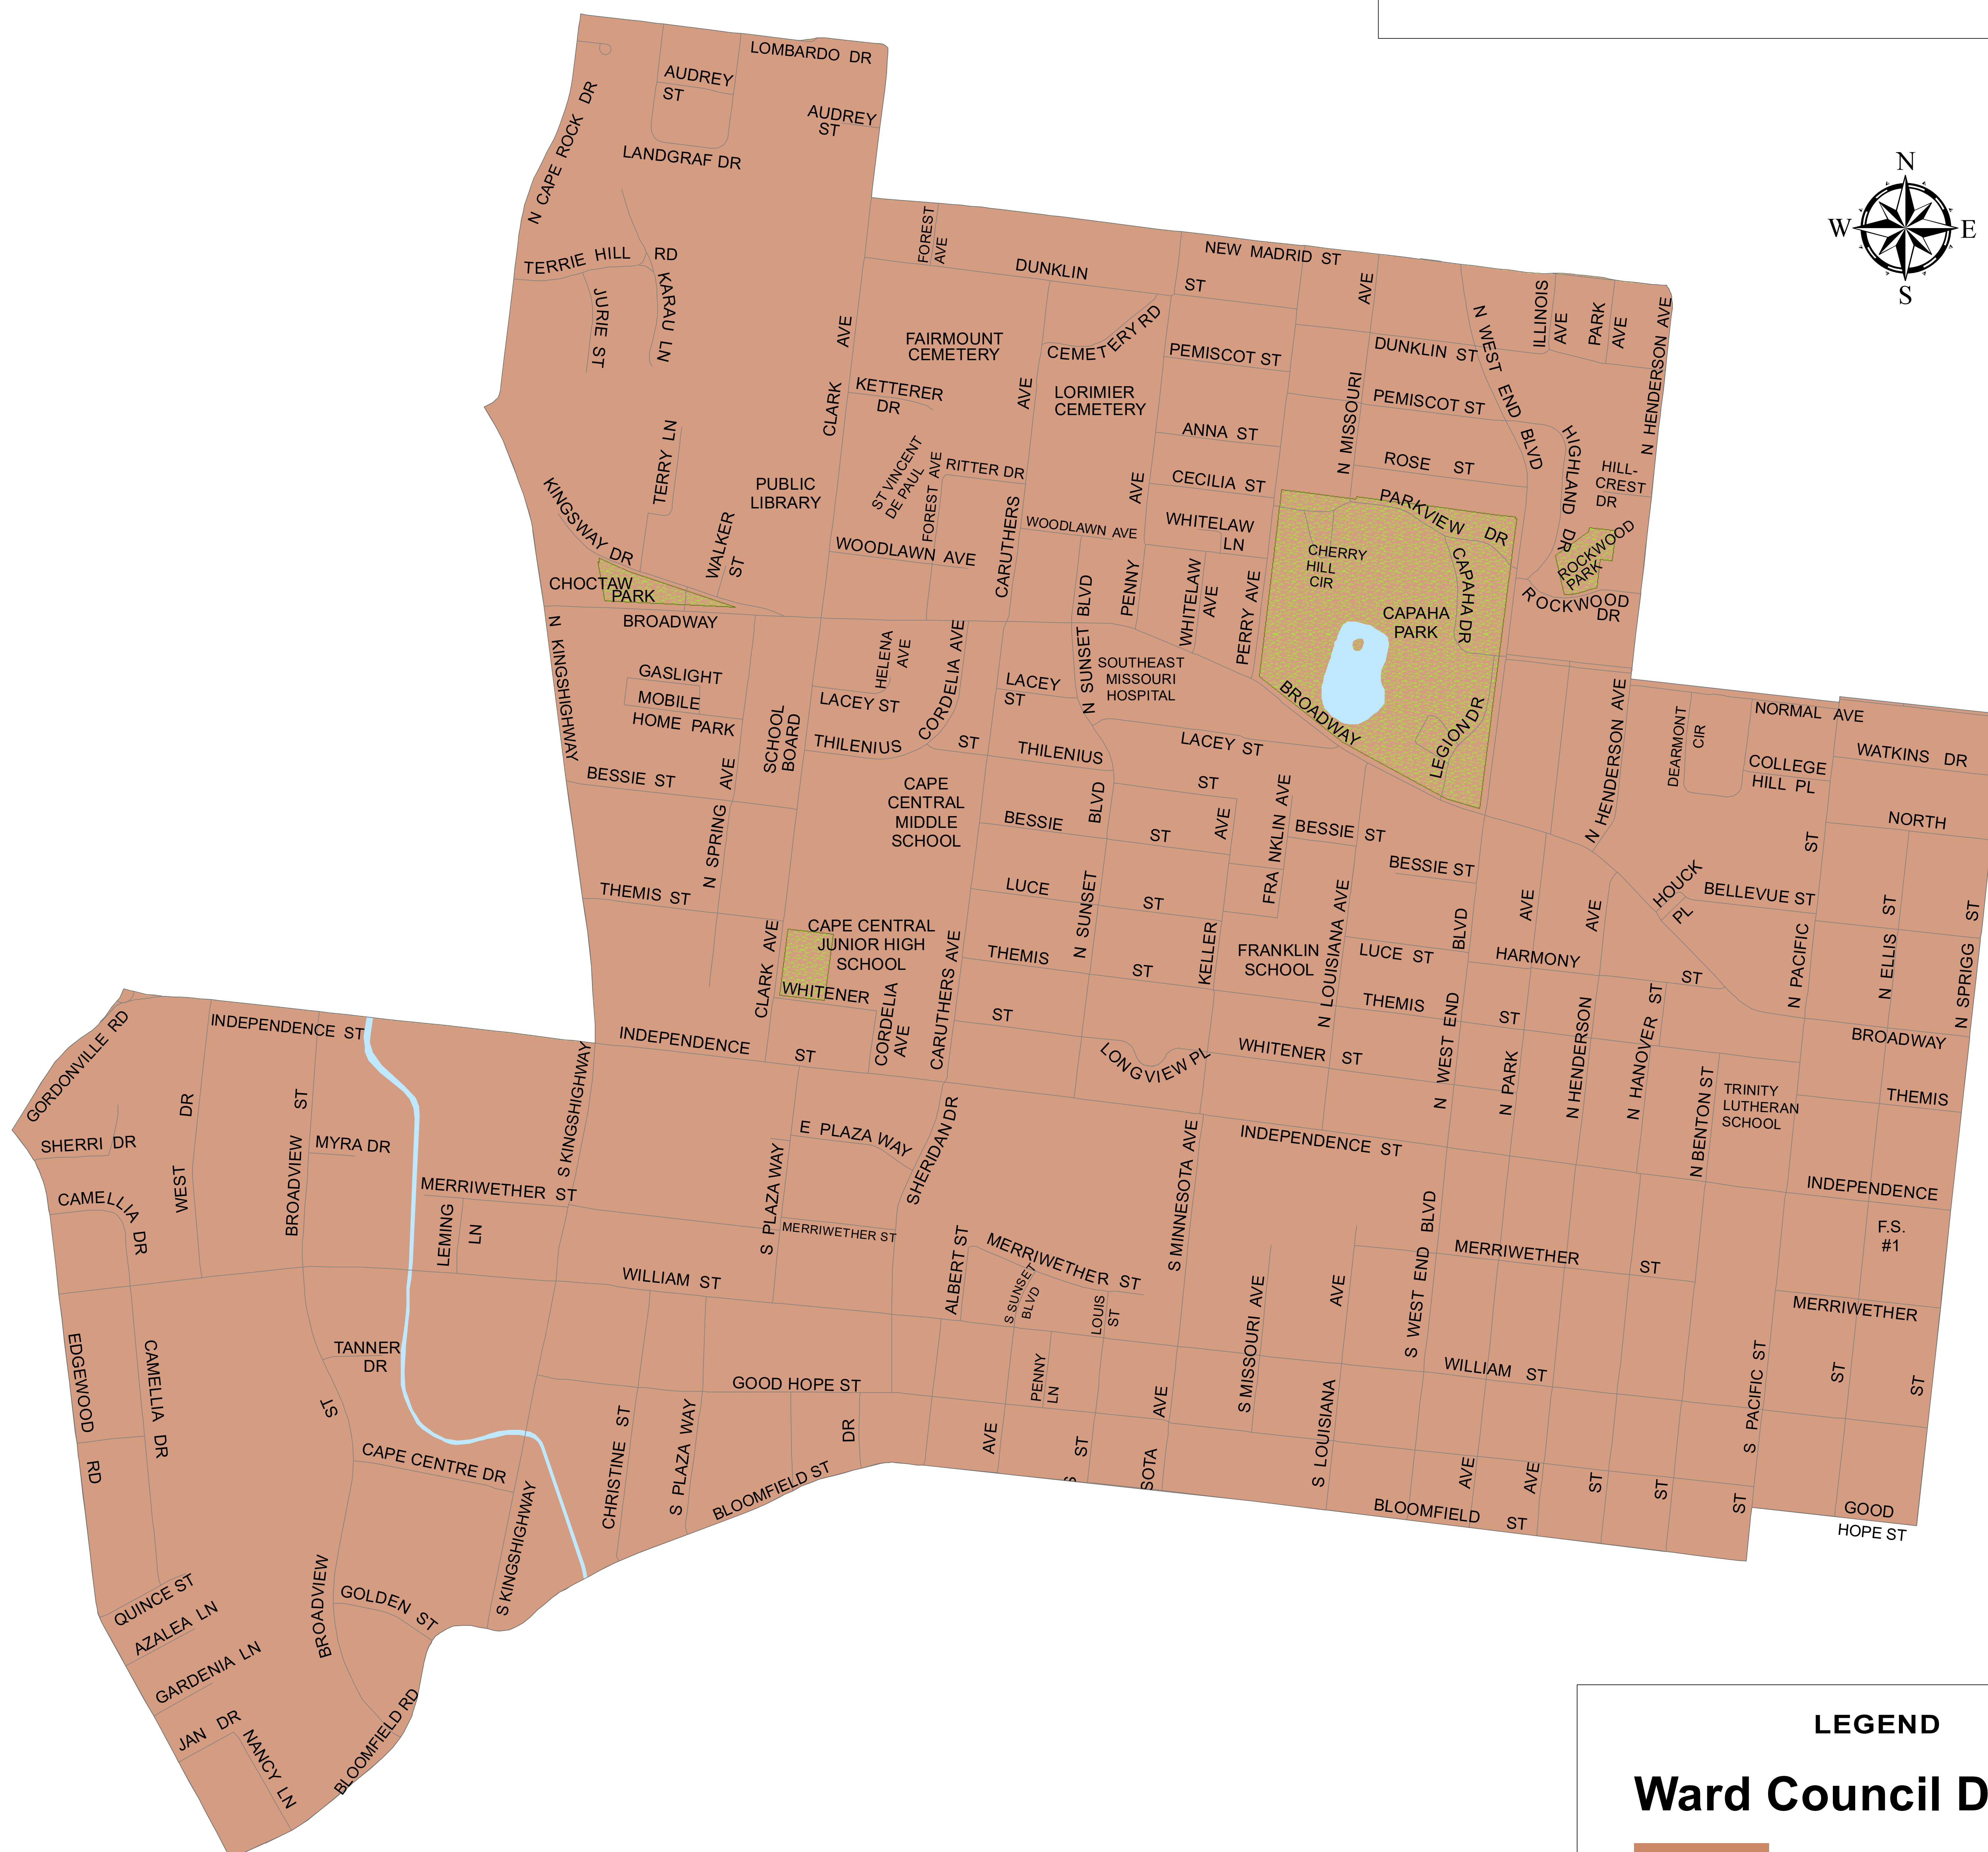 LOMBARDO DR
AUDREY
ST
AUDREY
ST
LANDGRAF DR
N CAPE ROCK DR
TERRIE HILL RD
JURIE ST
KARAU LN
FOREST
AVE
NEW MADRID ST
DUNKLIN ST
N
W E
S
CLARK AVE
FAIRMOUNT
CEMETERY
CEMETERY RD
PEMISCOT ST
AVE
N MISSOURI
DUNKLIN ST
N WEST END BLVD
ILLINOIS
AVE
PARK
AVE
N HENDERSON AVE
KETTERER
DR
LORIMIER
CEMETERY
PEMISCOT ST
ANNA ST
ROSE ST
HIGHLAND DR
HILL-
CREST
DR
TERRY LN
PUBLIC
LIBRARY
ST VINCENT
DE PAUL
FOREST AVE
RITTER DR
CARUTHERS AVE
CECILIA ST
PARKVIEW DR
KINGSWAY DR
WALKER
ST
WOODLAWN AVE
WOODLAWN AVE
WHITELAW
LN
PENNY AVE
CHERRY
HILL
CIR
CAPAHA DR
ROCKWOOD
PARK
ROCKWOOD
DR
CHOCTAW
PARK
BROADWAY
N KINGSHIGHWAY
WHITELAW
AVE
PERRY AVE
CAPAHA
PARK
GASLIGHT
MOBILE
HOME PARK
HELENA
AVE
CORDELIA AVE
LACEY ST
LACEY
ST
N SUNSET BLVD
SOUTHEAST
MISSOURI
HOSPITAL
BROADWAY
LEGION DR
SCHOOL
BOARD
THILENIUS ST
THILENIUS ST
LACEY ST
N HENDERSON AVE
DEARMONT
CIR
NORMAL AVE
WATKINS DR
COLLEGE
HILL PL
BESSIE ST
N SPRING AVE
CAPE
CENTRAL
MIDDLE
SCHOOL
BESSIE ST
N SUNSET BLVD
KELLER AVE
FRA NKLIN AVE
BESSIE ST
BESSIE ST
NORTH
HOUCK
PL
BELLEVUE ST
THEMIS ST
LUCE ST
CAPE CENTRAL
JUNIOR HIGH
SCHOOL
CLARK AVE
CARUTHERS AVE
THEMIS ST
FRANKLIN
SCHOOL
N LOUISIANA AVE
LUCE ST
HARMONY ST
N PACIFIC ST
N ELLIS ST
N SPRIGG ST
WHITENER ST
CORDELIA
AVE
LONGVIEW PL
WHITENER ST
THEMIS ST
N WEST END BLVD
N PARK AVE
N HENDERSON AVE
N HANOVER ST
N BENTON ST
TRINITY
LUTHERAN
SCHOOL
BROADWAY
THEMIS
GORDONVILLE RD
INDEPENDENCE ST
INDEPENDENCE ST
INDEPENDENCE ST
INDEPENDENCE
SHERRI DR
WEST DR
BROADVIEW ST
MYRA DR
S KINGSHIGHWAY
E PLAZA WAY
SHERIDAN DR
S MINNESOTA AVE
CAMELLIA DR
MERRIWETHER ST
LEMING
LN
S PLAZA WAY
MERRIWETHER ST
ALBERT ST
MERRIWETHER ST
S SUNSET
BLVD
LOUIS
ST
S WEST END BLVD
MERRIWETHER ST
F.S.
#1
MERRIWETHER
WILLIAM ST
WILLIAM ST
EDGEWOOD RD
CAMELLIA DR
TANNER
DR
ST
CAPE CENTRE DR
GOOD HOPE ST
CHRISTINE ST
S PLAZA WAY
DR
BLOOMFIELD ST
AVE
PENNY
LN
ST
SOTA AVE
S MISSOURI AVE
S LOUISIANA AVE
AVE
AVE
ST
ST
ST
S PACIFIC ST
ST
ST
BLOOMFIELD ST
GOOD
HOPE ST
S KINGSHIGHWAY
QUINCE ST
AZALEA LN
GARDENIA LN
JAN DR
NANCY LN
BROADVIEW
GOLDEN ST
BLOOMFIELD RD
LEGEND
Ward Council D